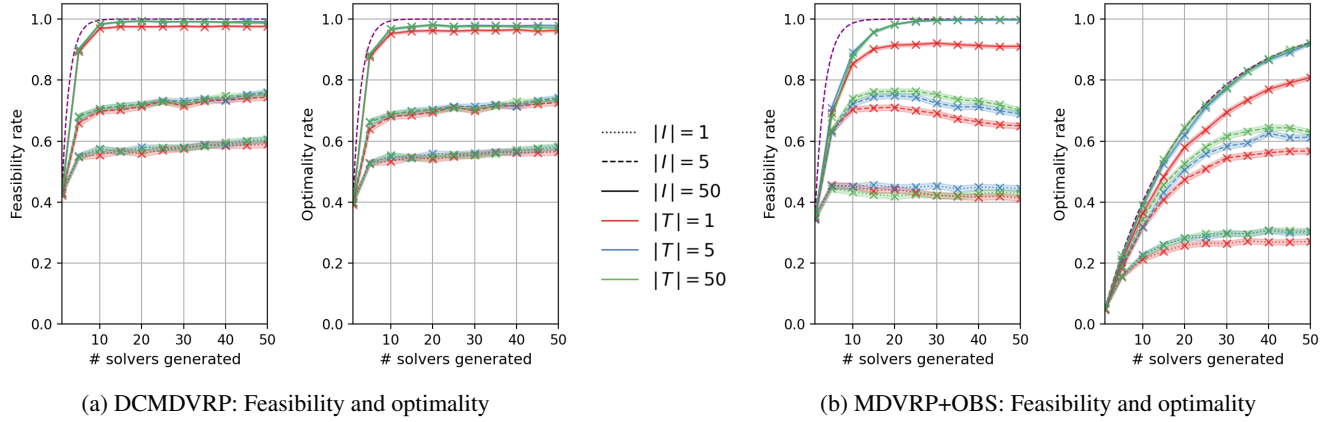 1.0
0.8
0.6
0.4
0.2
0.0
Feasibility rate
10 20 30 40 50
# solvers generated
1.0
0.8
0.6
0.4
0.2
0.0
Optimality rate
10 20 30 40 50
# solvers generated
|I| = 1
|I| = 5
|I| = 50
|T| = 1
|T| = 5
|T| = 50
1.0
0.8
0.6
0.4
0.2
0.0
Feasibility rate
10 20 30 40 50
# solvers generated
1.0
0.8
0.6
0.4
0.2
0.0
Optimality rate
10 20 30 40 50
# solvers generated
(a) DCMDVRP: Feasibility and optimality
(b) MDVRP+OBS: Feasibility and optimality